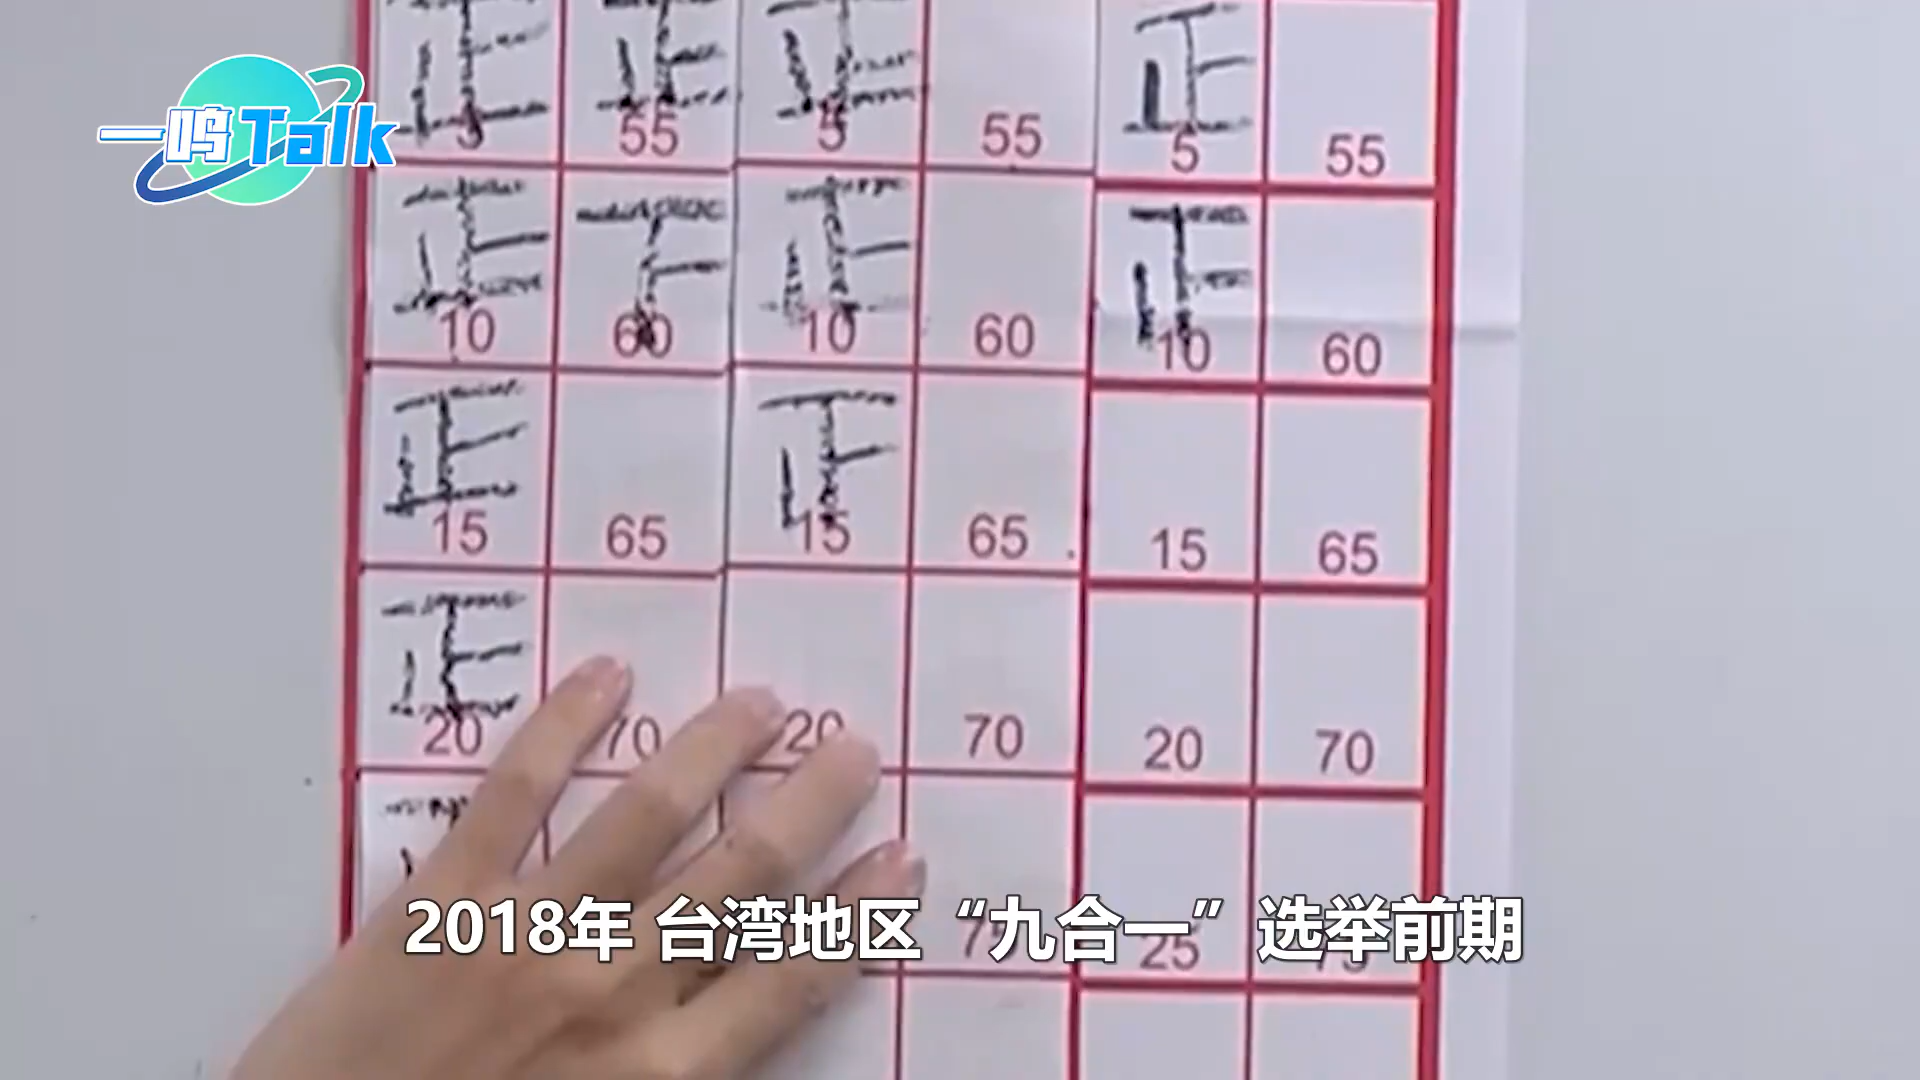 一鸣Talk
正 正 正 正
5 55 5 55 5 55
正 正 正 正
10 60 10 60 10 60
正 正
15 65 15 65 15 65
正
20 70 20 70 20 70
25 75
2018年 台湾地区“九合一”选举前期